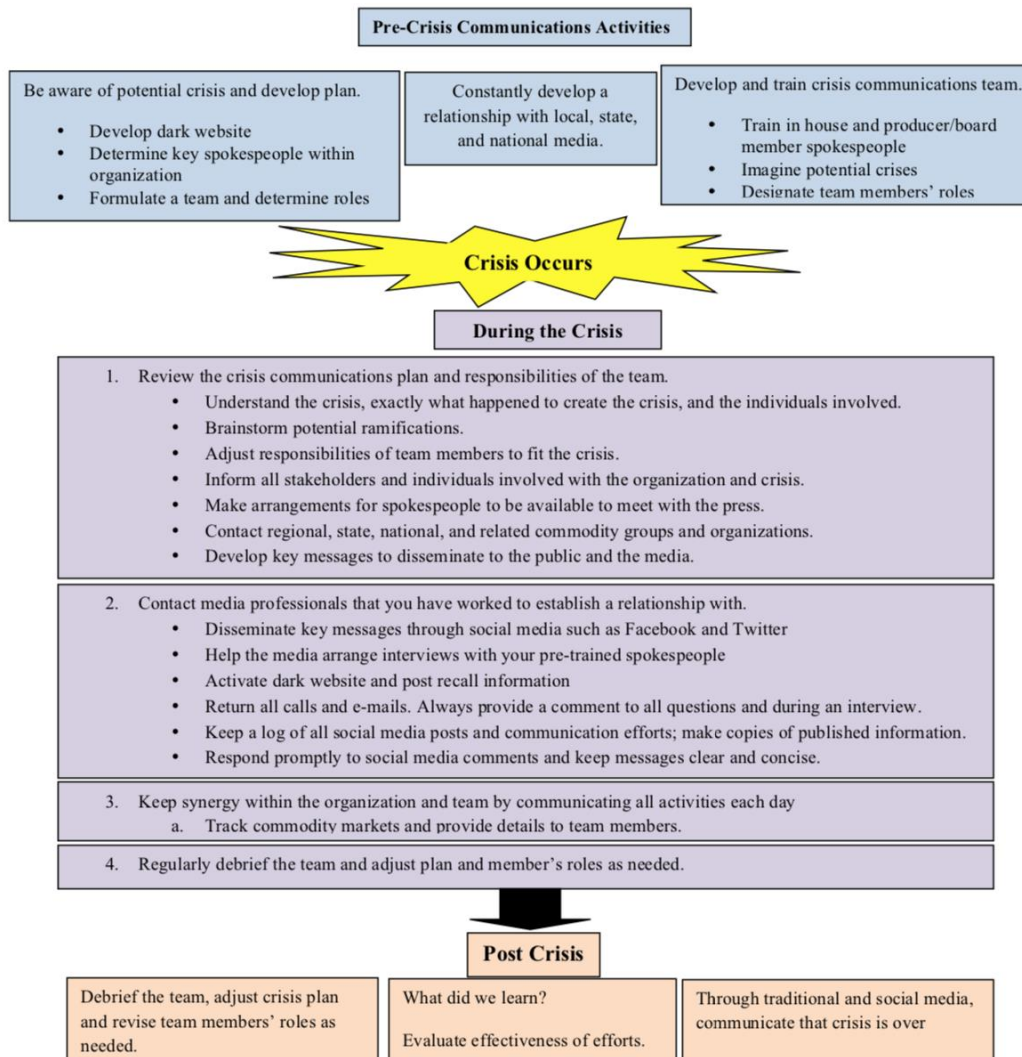 Pre-Crisis Communications Activities
Be aware of potential crisis and develop plan.
• Develop dark website
• Determine key spokespeople within
organization
• Formulate a team and determine roles
Constantly develop a
relationship with local, state,
and national media.
Develop and train crisis communications team.
• Train in house and producer/board
member spokespeople
• Imagine potential crises
• Designate team members' roles
Crisis Occurs
During the Crisis
1. Review the crisis communications plan and responsibilities of the team.
• Understand the crisis, exactly what happened to create the crisis, and the individuals involved.
• Brainstorm potential ramifications.
• Adjust responsibilities of team members to fit the crisis.
• Inform all stakeholders and individuals involved with the organization and crisis.
• Make arrangements for spokespeople to be available to meet with the press.
• Contact regional, state, national, and related commodity groups and organizations.
• Develop key messages to disseminate to the public and the media.
2. Contact media professionals that you have worked to establish a relationship with.
• Disseminate key messages through social media such as Facebook and Twitter
• Help the media arrange interviews with your pre-trained spokespeople
• Activate dark website and post recall information
• Return all calls and e-mails. Always provide a comment to all questions and during an interview.
• Keep a log of all social media posts and communication efforts; make copies of published information.
• Respond promptly to social media comments and keep messages clear and concise.
3. Keep synergy within the organization and team by communicating all activities each day
a. Track commodity markets and provide details to team members.
4. Regularly debrief the team and adjust plan and member's roles as needed.
Post Crisis
Debrief the team, adjust crisis plan
and revise team members' roles as
needed.
What did we learn?
Evaluate effectiveness of efforts.
Through traditional and social media,
communicate that crisis is over